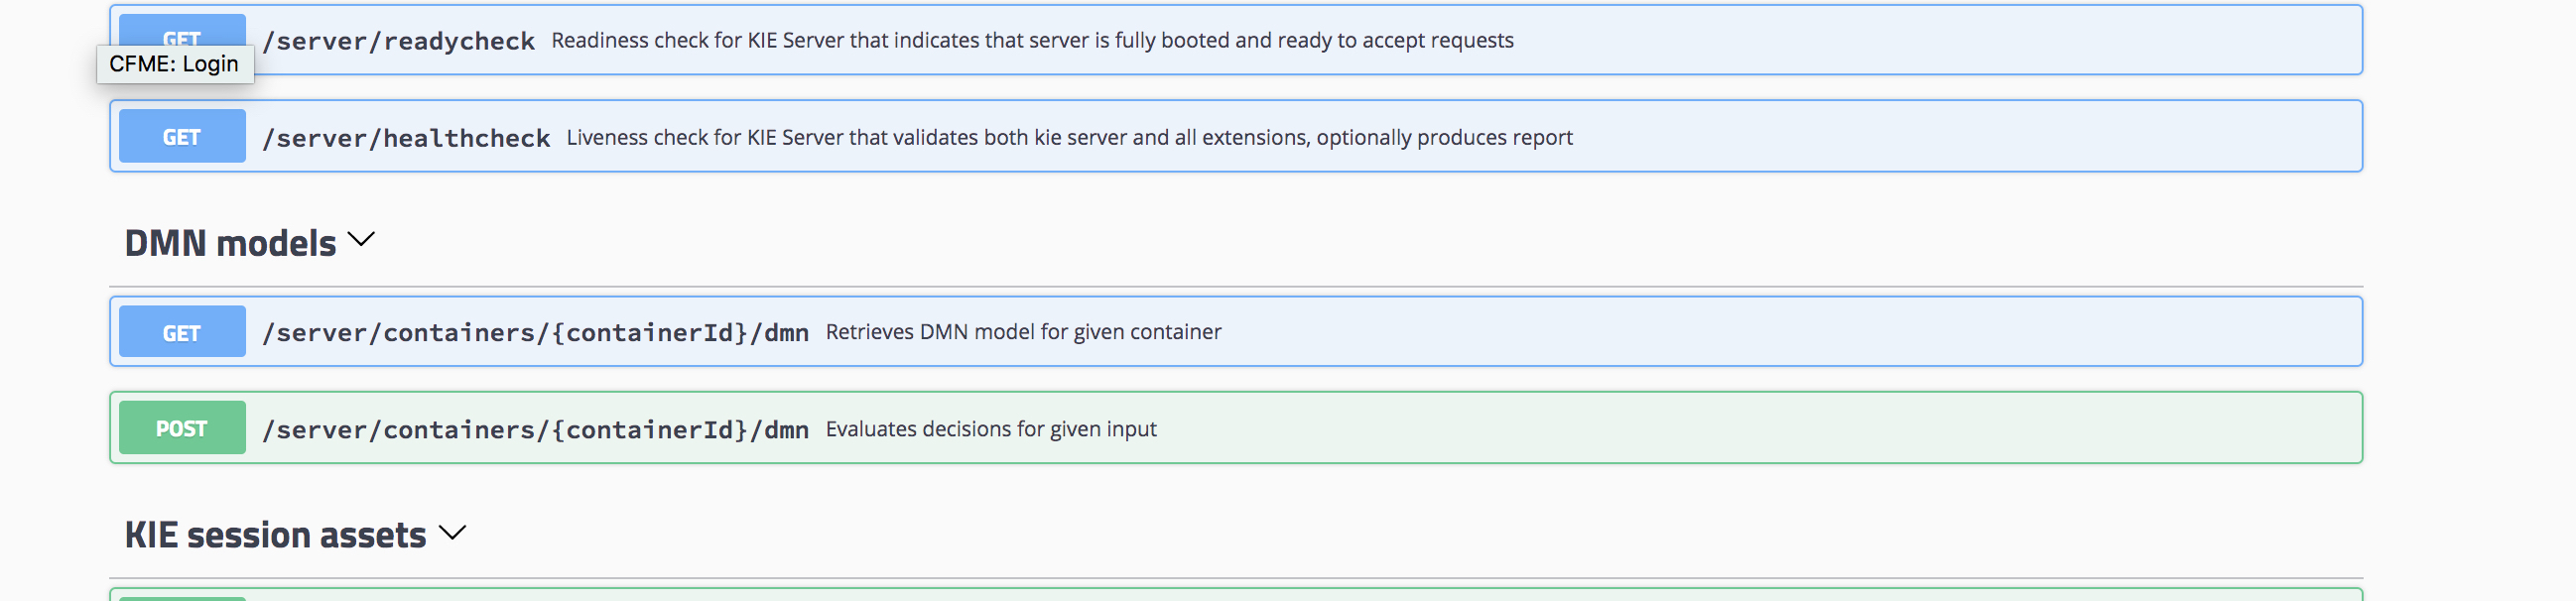 GET /server/readycheck Readiness check for KIE Server that indicates that server is fully booted and ready to accept requests
CFME: Login
GET /server/healthcheck Liveness check for KIE Server that validates both kie server and all extensions, optionally produces report
DMN models
GET /server/containers/{containerId}/dmn Retrieves DMN model for given container
POST /server/containers/{containerId}/dmn Evaluates decisions for given input
KIE session assets